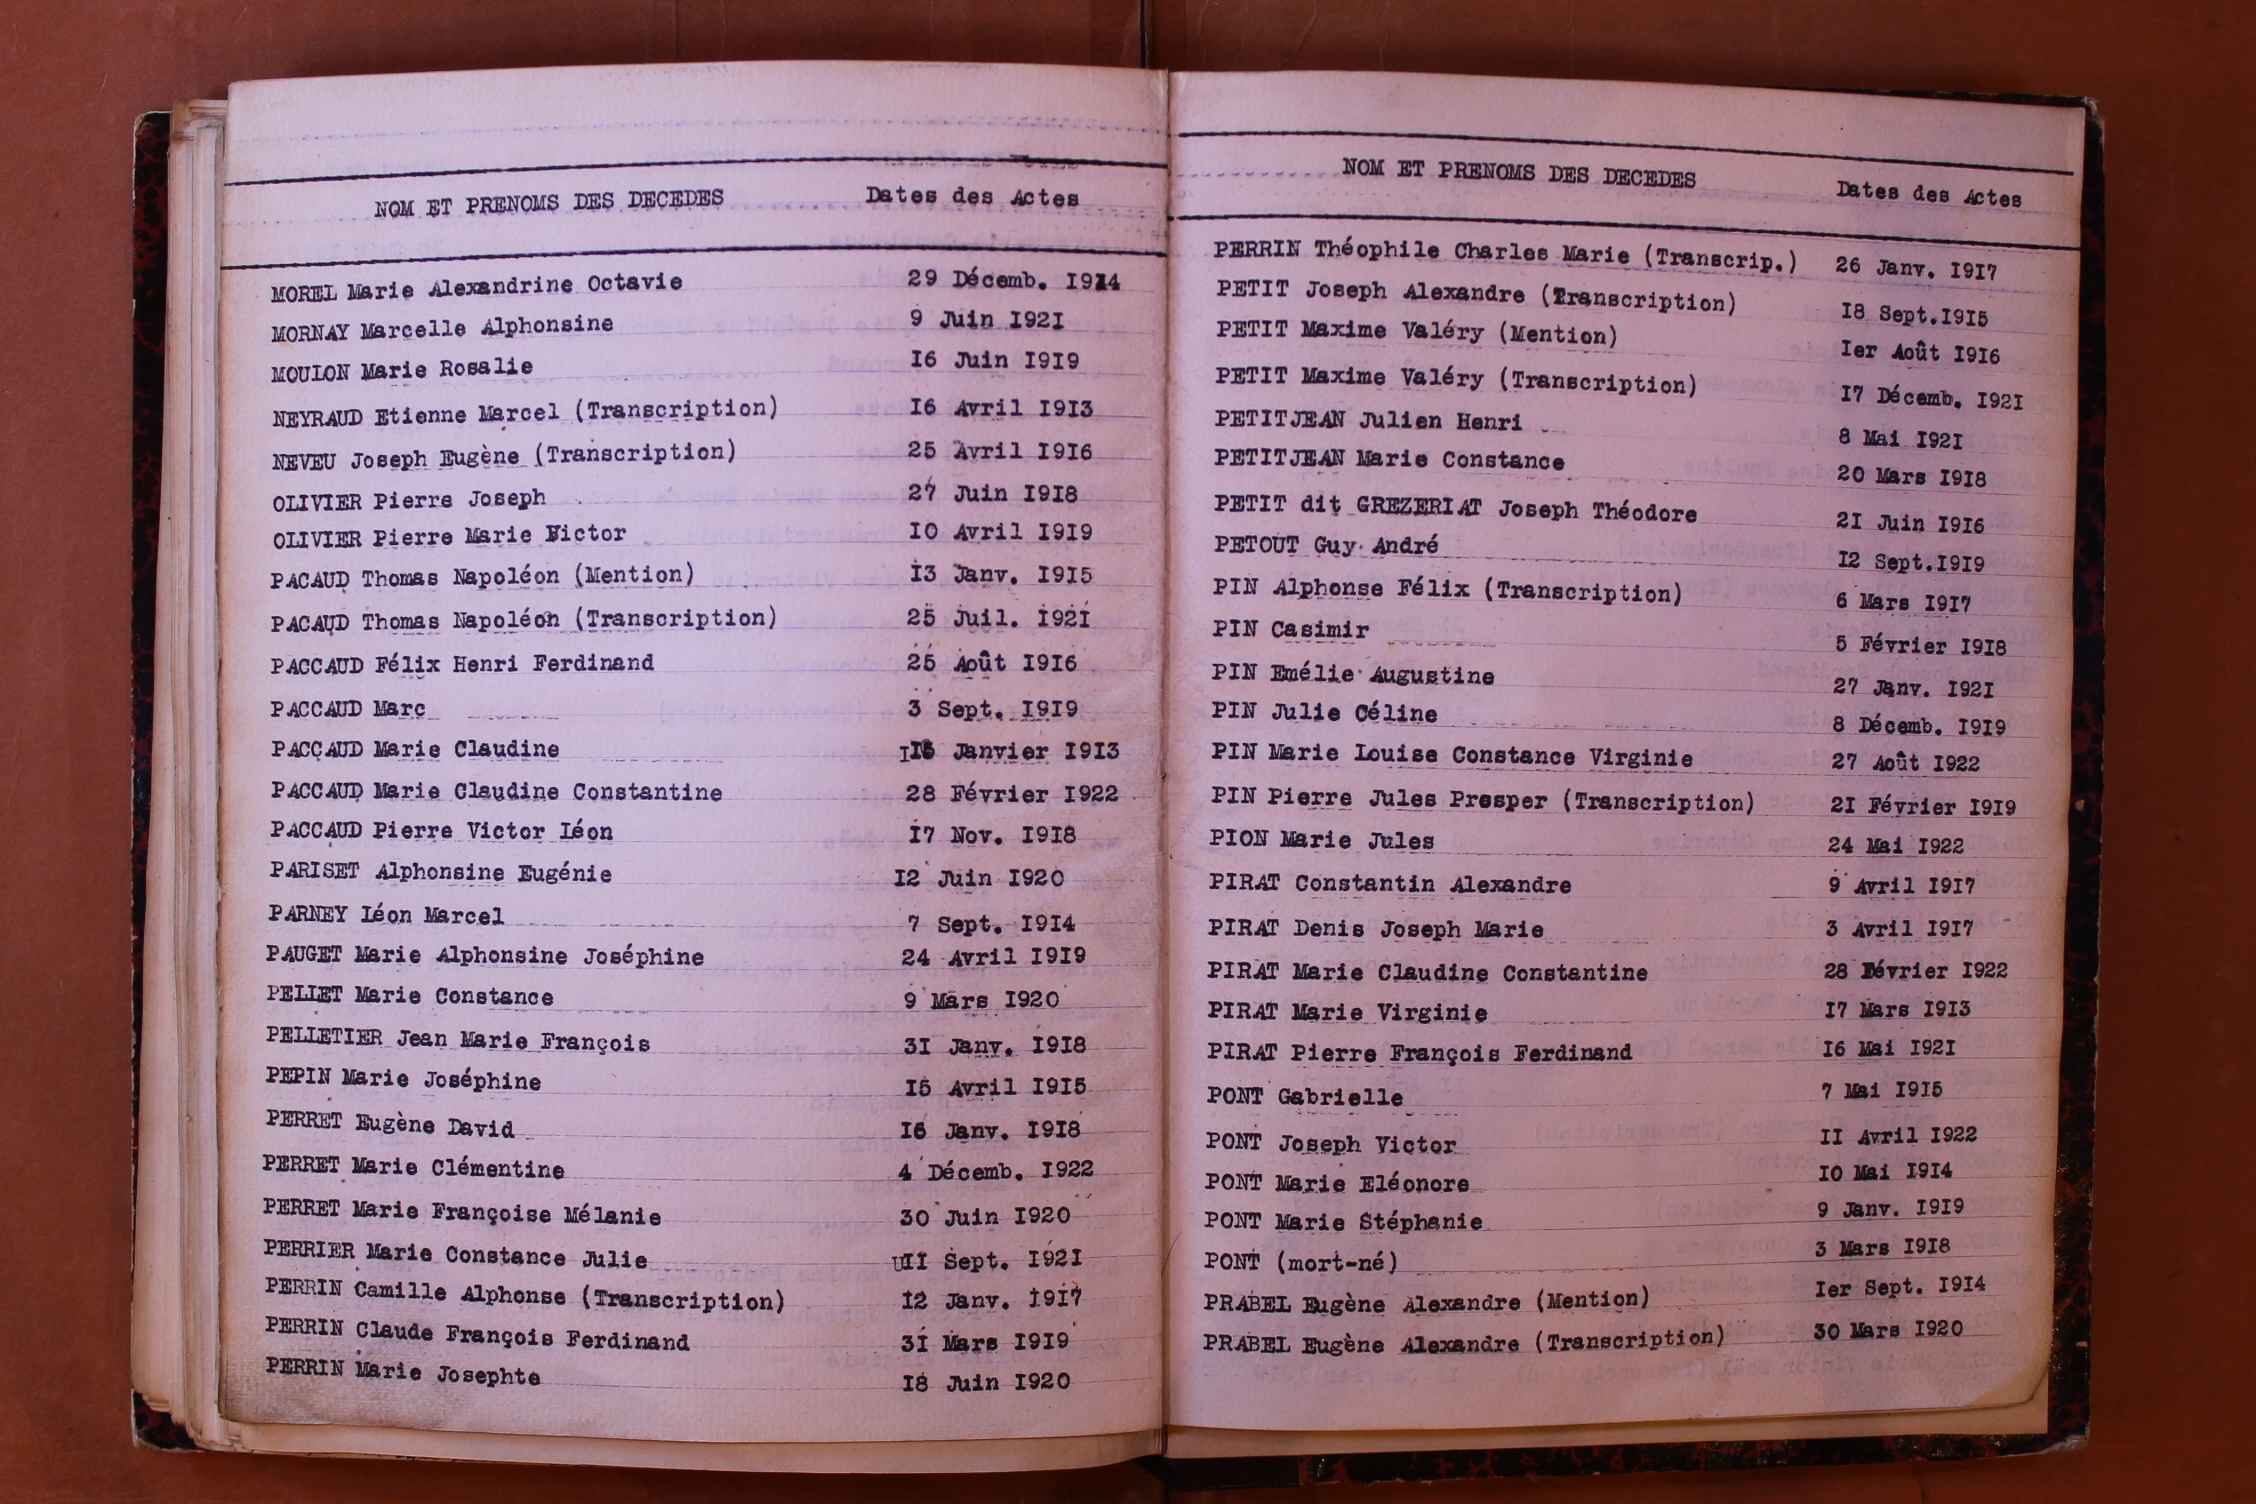 NOM ET PRENOMS DES DECEDES Dates des Actes
MOREL Marie Alexandrine Octavie 29 Décemb. 1914
MORNAY Marcelle Alphonsine 9 Juin 1921
MOULON Marie Rosalie 16 Juin 1919
NEYRAUD Etienne Marcel (Transcription) 16 Avril 1913
NEVEU Joseph Eugène (Transcription) 25 Avril 1916
OLIVIER Pierre Joseph 27 Juin 1918
OLIVIER Pierre Marie Victor 10 Avril 1919
PACAUD Thomas Napoléon (Mention) 13 Janv. 1915
PACAUD Thomas Napoléon (Transcription) 25 Juil. 1921
PACCAUD Félix Henri Ferdinand 25 Août 1916
PACCAUD Marc 3 Sept. 1919
PACCAUD Marie Claudine Janvier 1913
PACCAUD Marie Claudine Constantine 28 Février 1922
PACCAUD Pierre Victor Léon 17 Nov. 1918
PARISET Alphonsine Eugénie 12 Juin 1920
PARNEY Léon Marcel 7 Sept. 1914
PAUGET Marie Alphonsine Joséphine 24 Avril 1919
PELLET Marie Constance 9 Mars 1920
PELLETIER Jean Marie François 31 Janv. 1918
PEPIN Marie Joséphine 15 Avril 1915
PERRET Eugène David 16 Janv. 1918
PERRET Marie Clémentine 4 Décemb. 1922
PERRET Marie Françoise Mélanie 30 Juin 1920
PERRIER Marie Constance Julie 11 Sept. 1921
PERRIN Camille Alphonse (Transcription) 12 Janv. 1917
PERRIN Claude François Ferdinand 31 Mars 1919
PERRIN Marie Josephte 18 Juin 1920
NOM ET PRENOMS DES DECEDES Dates des Actes
PERRIN Théophile Charles Marie (Transcrip.) 26 Janv. 1917
PETIT Joseph Alexandre (Transcription) 18 Sept.1915
PETIT Maxime Valéry (Mention) 1er Août 1916
PETIT Maxime Valéry (Transcription) 17 Décemb. 1921
PETITJEAN Julien Henri 8 Mai 1921
PETITJEAN Marie Constance 20 Mars 1918
PETIT dit GREZERIAT Joseph Théodore 21 Juin 1916
PETOUT Guy André 12 Sept.1919
PIN Alphonse Félix (Transcription) 6 Mars 1917
PIN Casimir 5 Février 1918
PIN Emélie Augustine 27 Janv. 1921
PIN Julie Céline 8 Décemb. 1919
PIN Marie Louise Constance Virginie 27 Août 1922
PIN Pierre Jules Prosper (Transcription) 21 Février 1919
PION Marie Jules 24 Mai 1922
PIRAT Constantin Alexandre 9 Avril 1917
PIRAT Denis Joseph Marie 3 Avril 1917
PIRAT Marie Claudine Constantine 28 Février 1922
PIRAT Marie Virginie 17 Mars 1913
PIRAT Pierre François Ferdinand 16 Mai 1921
PONT Gabrielle 7 Mai 1915
PONT Joseph Victor 11 Avril 1922
PONT Marie Eléonore 10 Mai 1914
PONT Marie Stéphanie 9 Janv. 1919
PONT (mort-né) 3 Mars 1918
PRABEL Eugène Alexandre (Mention) 1er Sept. 1914
PRABEL Eugène Alexandre (Transcription) 30 Mars 1920